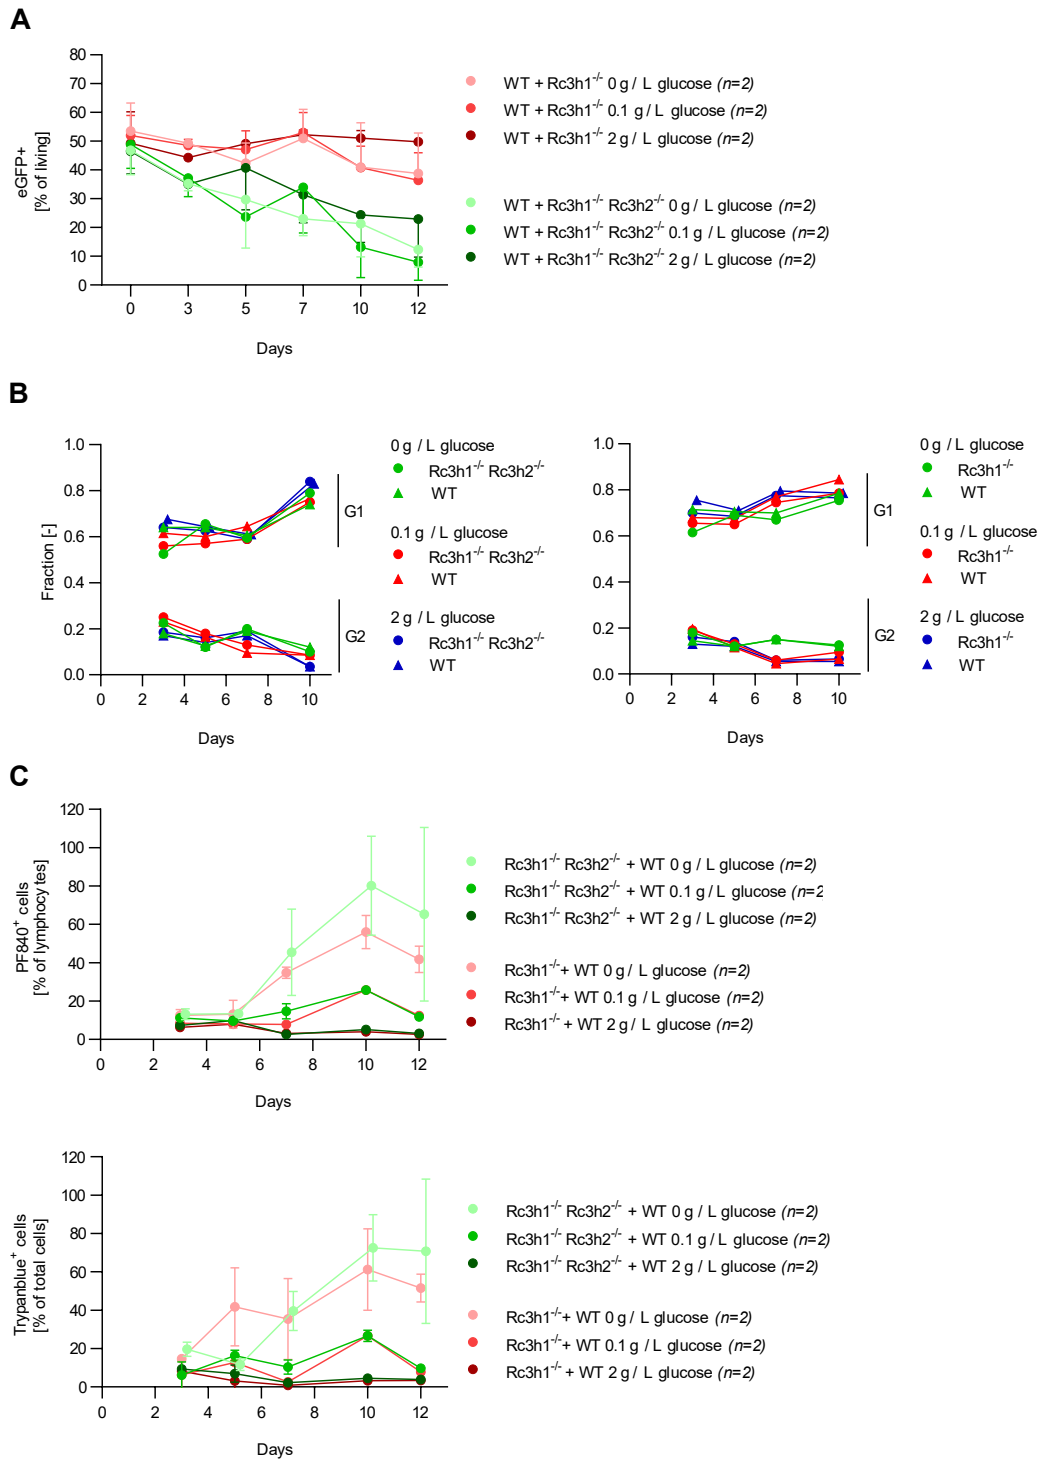 A
80
70
60
50
40
30
20
10
0
eGFP+
[% of living]
0 3 5 7 10 12
Days
WT + Rc3h1-/- 0 g / L glucose (n=2)
WT + Rc3h1-/- 0.1 g / L glucose (n=2)
WT + Rc3h1-/- 2 g / L glucose (n=2)
WT + Rc3h1-/- Rc3h2-/- 0 g / L glucose (n=2)
WT + Rc3h1-/- Rc3h2-/- 0.1 g / L glucose (n=2)
WT + Rc3h1-/- Rc3h2-/- 2 g / L glucose (n=2)
B
1.0
0.8
0.6
0.4
0.2
0.0
Fraction [-]
0 2 4 6 8 10
Days
G1
G2
0 g / L glucose
Rc3h1-/- Rc3h2-/-
WT
0.1 g / L glucose
Rc3h1-/- Rc3h2-/-
WT
2 g / L glucose
Rc3h1-/- Rc3h2-/-
WT
1.0
0.8
0.6
0.4
0.2
0.0
0 2 4 6 8 10
Days
G1
G2
0 g / L glucose
Rc3h1-/-
WT
0.1 g / L glucose
Rc3h1-/-
WT
2 g / L glucose
Rc3h1-/-
WT
C
120
100
80
60
40
20
0
PF840+ cells
[% of lymphocytes]
0 2 4 6 8 10 12
Days
Rc3h1-/- Rc3h2-/- + WT 0 g / L glucose (n=2)
Rc3h1-/- Rc3h2-/- + WT 0.1 g / L glucose (n=2
Rc3h1-/- Rc3h2-/- + WT 2 g / L glucose (n=2)
Rc3h1-/-+ WT 0 g / L glucose (n=2)
Rc3h1-/-+ WT 0.1 g / L glucose (n=2)
Rc3h1-/- + WT 2 g / L glucose (n=2)
120
100
80
60
40
20
0
Trypanblue+ cells
[% of total cells]
0 2 4 6 8 10 12
Days
Rc3h1-/- Rc3h2-/- + WT 0 g / L glucose (n=2)
Rc3h1-/- Rc3h2-/- + WT 0.1 g / L glucose (n=2)
Rc3h1-/- Rc3h2-/- + WT 2 g / L glucose (n=2)
Rc3h1-/-+ WT 0 g / L glucose (n=2)
Rc3h1-/-+ WT 0.1 g / L glucose (n=2)
Rc3h1-/- + WT 2 g / L glucose (n=2)